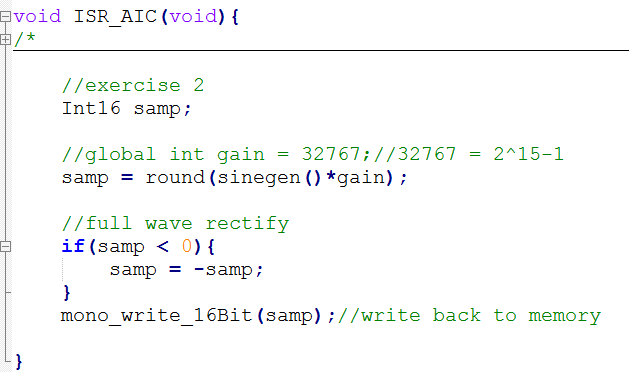 void ISR_AIC(void){
/*
//exercise 2
Int16 samp;
//global int gain = 32767;//32767 = 2^15-1
samp = round(sinegen()*gain);
//full wave rectify
if(samp < 0){
samp = -samp;
}
mono_write_16Bit(samp);//write back to memory
}